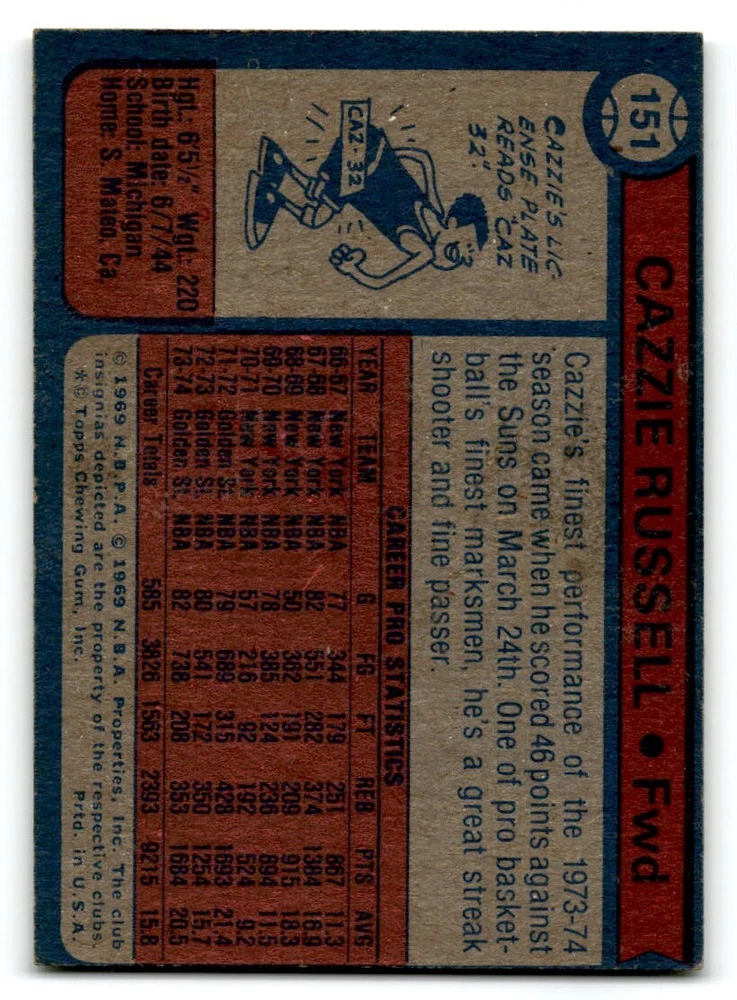 151
CAZZIE RUSSELL • Fwd
CAZZIE'S LIC-
ENSE PLATE
READS "CAZ
32."
CAZ-32
Hgt.: 6'5½" Wgt.: 220
Birth date: 6/7/44
School: Michigan
Home: S. Mateo, Ca.
Cazzie's finest performance of the 1973-74
season came when he scored 46 points against
the Suns on March 24th. One of pro basket-
ball's finest marksmen, he's a great streak
shooter and fine passer.
CAREER PRO STATISTICS
YEAR TEAM G FG FT REB PTS AVG
66-67 New York NBA 77 344 179 251 867 11.3
67-68 New York NBA 82 551 282 374 1384 16.9
68-69 New York NBA 50 362 191 209 915 18.3
69-70 New York NBA 78 385 124 236 894 11.5
70-71 New York NBA 57 216 92 192 524 9.2
71-72 Golden St. NBA 79 689 315 428 1693 21.4
72-73 Golden St. NBA 80 541 172 350 1254 15.7
73-74 Golden St. NBA 82 738 208 353 1684 20.5
Career Totals 585 3826 1563 2393 9215 15.8
© 1969 N.B.P.A. © 1969 N.B.A. Properties, Inc. The club
insignias depicted are the property of the respective clubs.
*© Topps Chewing Gum, Inc. Prtd. in U.S.A.